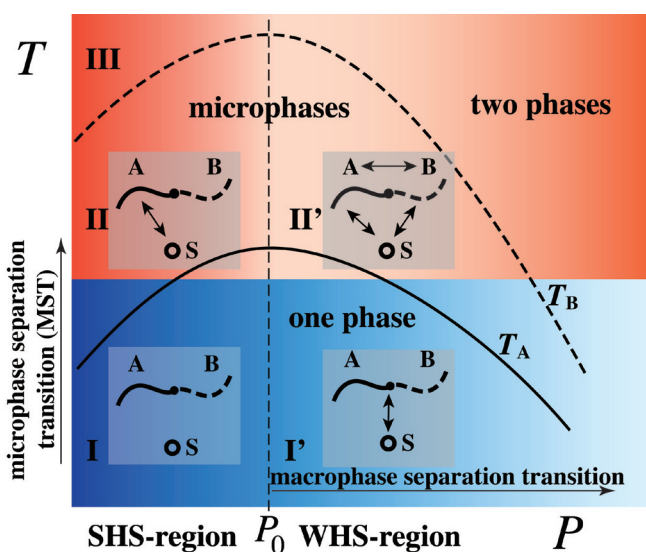 T
III
microphases
two phases
A B
A B
II
S
II'
S
microphase separation
transition (MST)
T_B
one phase
T_A
A B
A B
I
S
I'
S
macrophase separation transition
SHS-region
P_0
WHS-region
P